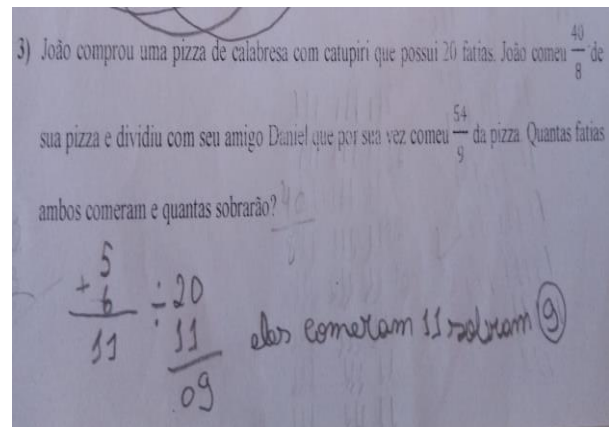 3) João comprou uma pizza de calabresa com catupiri que possui 20 fatias. João comeu 40/8 de
sua pizza e dividiu com seu amigo Daniel que por sua vez comeu 54/9 da pizza. Quantas fatias
ambos comeram e quantas sobrarão?
40
8
5
+ 6
11
÷ 20
11
09
eles comeram 11 sobram 9